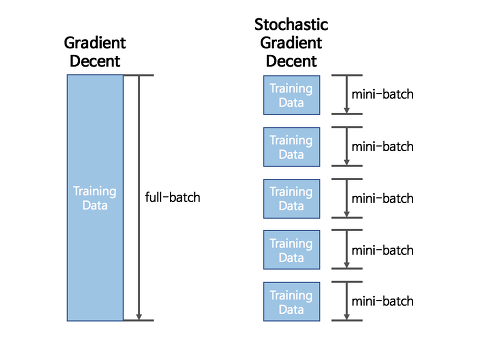 Gradient
Decent
Training
Data
full-batch
Stochastic
Gradient
Decent
Training
Data
mini-batch
Training
Data
mini-batch
Training
Data
mini-batch
Training
Data
mini-batch
Training
Data
mini-batch